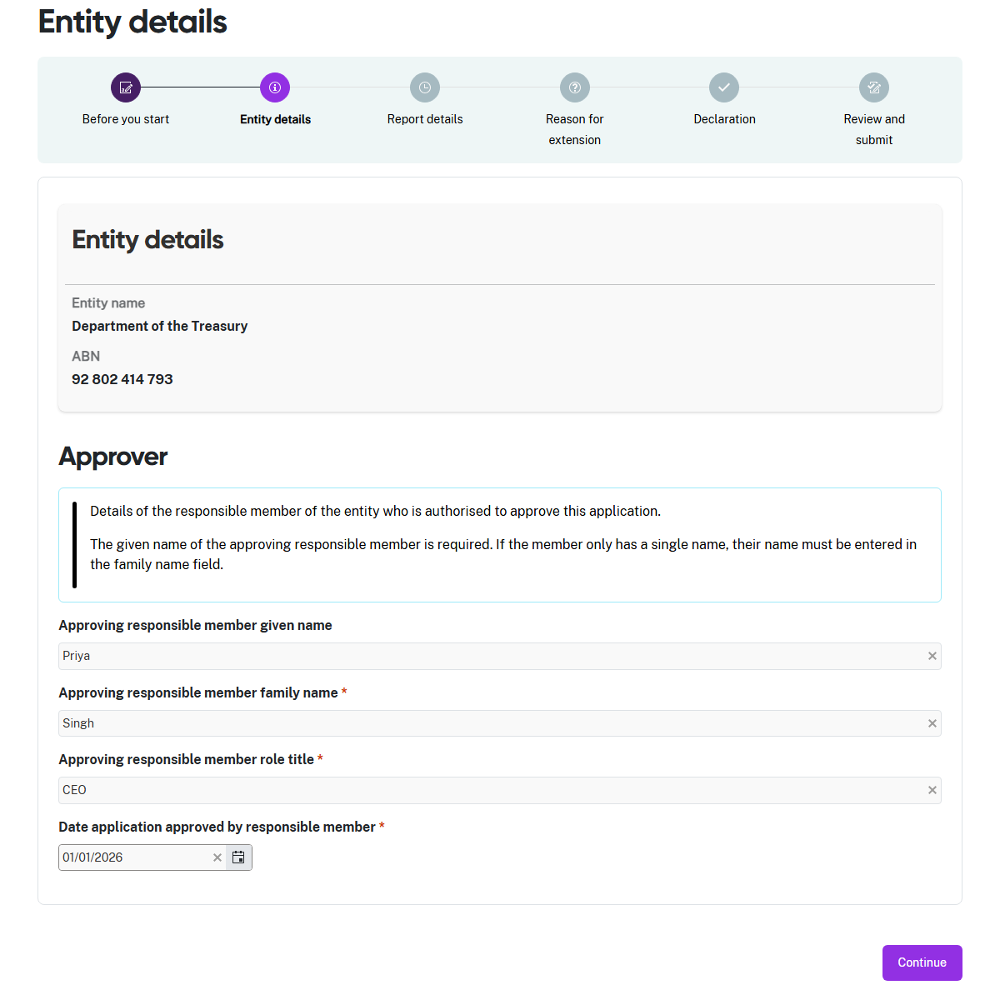 Entity details
Before you start
Entity details
Report details
Reason for
extension
Declaration
Review and
submit
Entity details
Entity name
Department of the Treasury
ABN
92 802 414 793
Approver
Details of the responsible member of the entity who is authorised to approve this application.
The given name of the approving responsible member is required. If the member only has a single name, their name must be entered in
the family name field.
Approving responsible member given name
Priya
Approving responsible member family name *
Singh
Approving responsible member role title *
CEO
Date application approved by responsible member *
01/01/2026
Continue